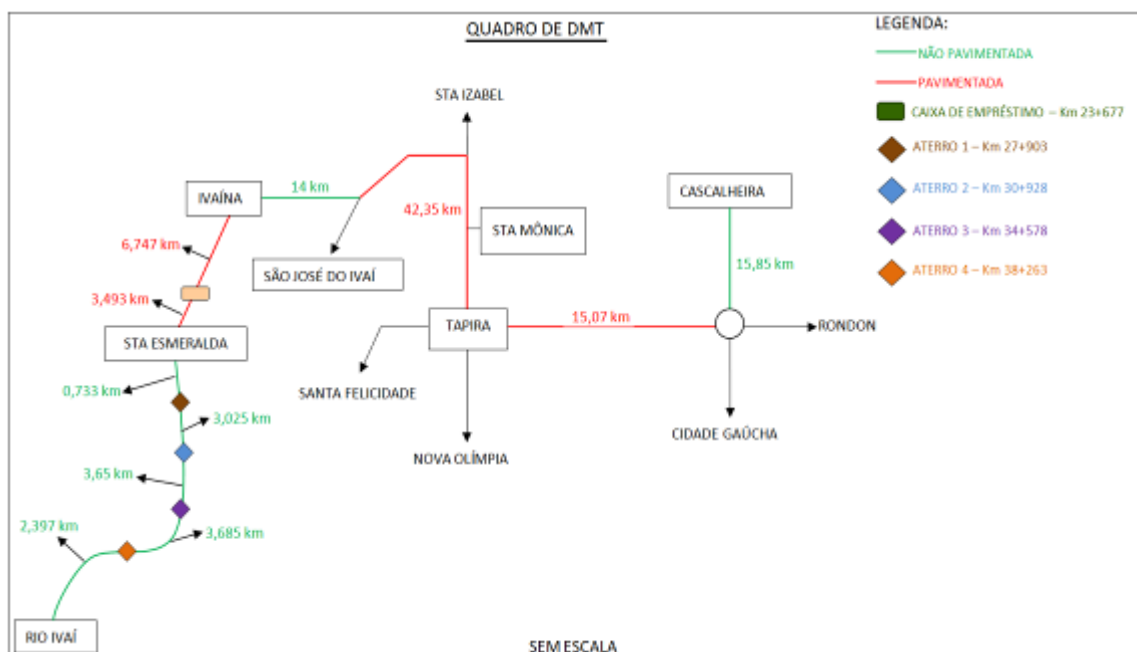 QUADRO DE DMT
LEGENDA:
NÃO PAVIMENTADA
PAVIMENTADA
CAIXA DE EMPRÉSTIMO – Km 23+677
ATERRO 1 – Km 27+903
ATERRO 2 – Km 30+928
ATERRO 3 – Km 34+578
ATERRO 4 – Km 38+263
STA IZABEL
14 km
IVAÍNA
42,35 km
STA MÔNICA
CASCALHEIRA
6,747 km
SÃO JOSÉ DO IVAÍ
15,85 km
3,493 km
STA ESMERALDA
TAPIRA
15,07 km
RONDON
0,733 km
SANTA FELICIDADE
3,025 km
NOVA OLÍMPIA
CIDADE GAÚCHA
3,65 km
2,397 km
3,685 km
RIO IVAÍ
SEM ESCALA